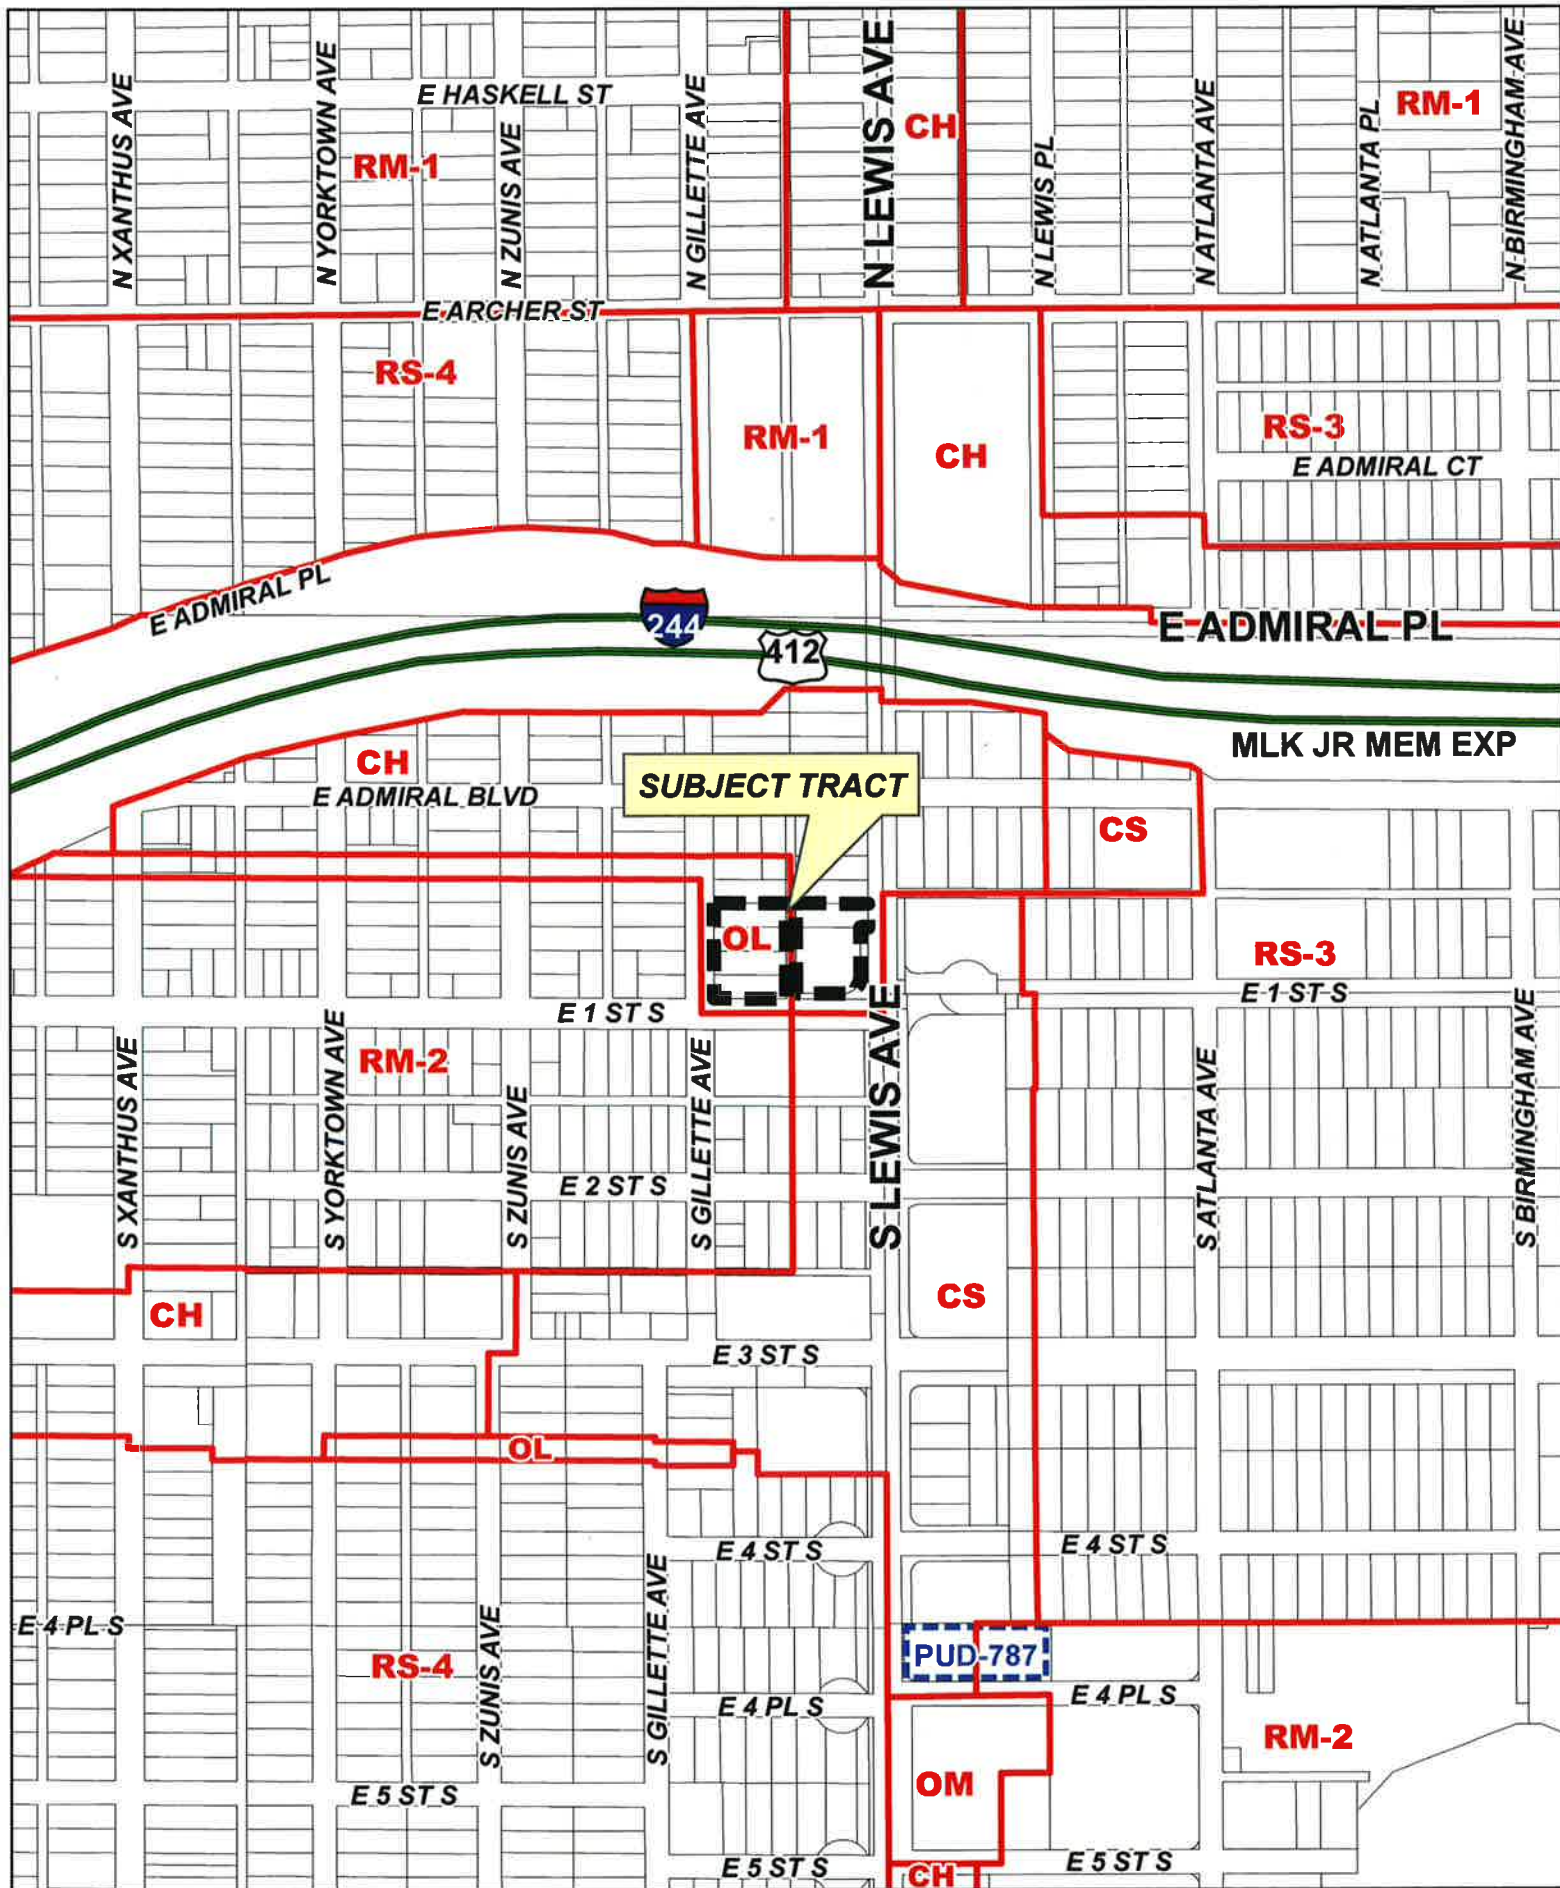 N XANTHUS AVE
N YORKTOWN AVE
E HASKELL ST
N ZUNIS AVE
N GILLETTE AVE
N LEWIS AVE
CH
N LEWIS PL
N ATLANTA AVE
N ATLANTA PL
RM-1
N BIRMINGHAM AVE
RM-1
E ARCHER ST
RS-4
RM-1
CH
RS-3
E ADMIRAL CT
E ADMIRAL PL
244
412
E ADMIRAL PL
MLK JR MEM EXP
CH
E ADMIRAL BLVD
SUBJECT TRACT
CS
OL
RS-3
E 1 ST S
E 1 ST S
S XANTHUS AVE
S YORKTOWN AVE
RM-2
S ZUNIS AVE
S GILLETTE AVE
S LEWIS AVE
S ATLANTA AVE
S BIRMINGHAM AVE
E 2 ST S
CH
CS
E 3 ST S
OL
E 4 ST S
E 4 ST S
E 4 PL S
RS-4
S ZUNIS AVE
S GILLETTE AVE
PUD-787
E 4 PL S
E 4 PL S
RM-2
OM
E 5 ST S
E 5 ST S
CH
E 5 ST S